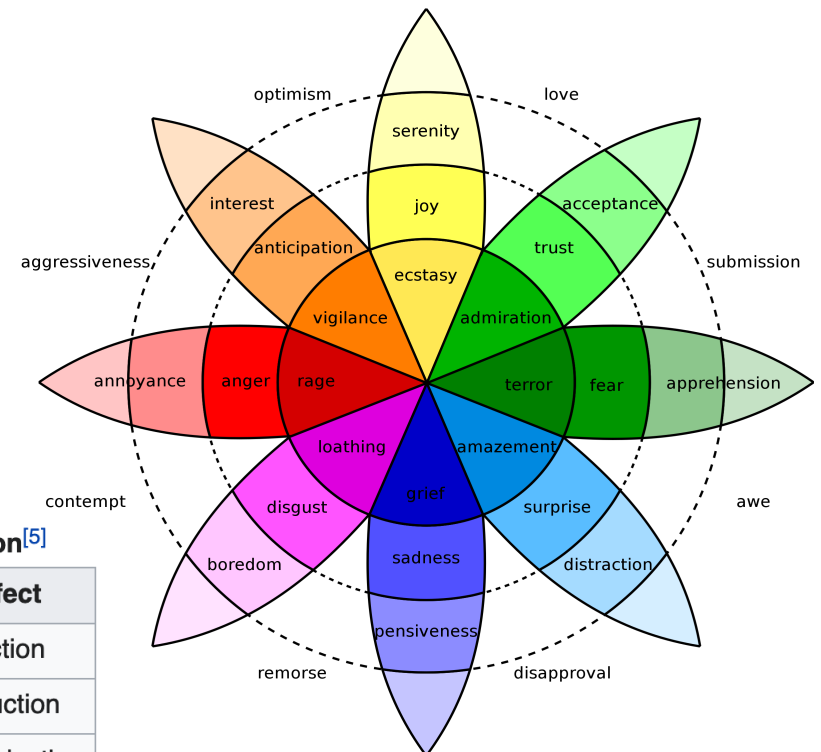 optimism
love
serenity
interest
joy
acceptance
anticipation
trust
aggressiveness
submission
ecstasy
vigilance
admiration
annoyance
anger
rage
terror
fear
apprehension
loathing
amazement
grief
contempt
disgust
surprise
awe
on[5]
sadness
boredom
distraction
fect
pensiveness
ction
remorse
disapproval
uction